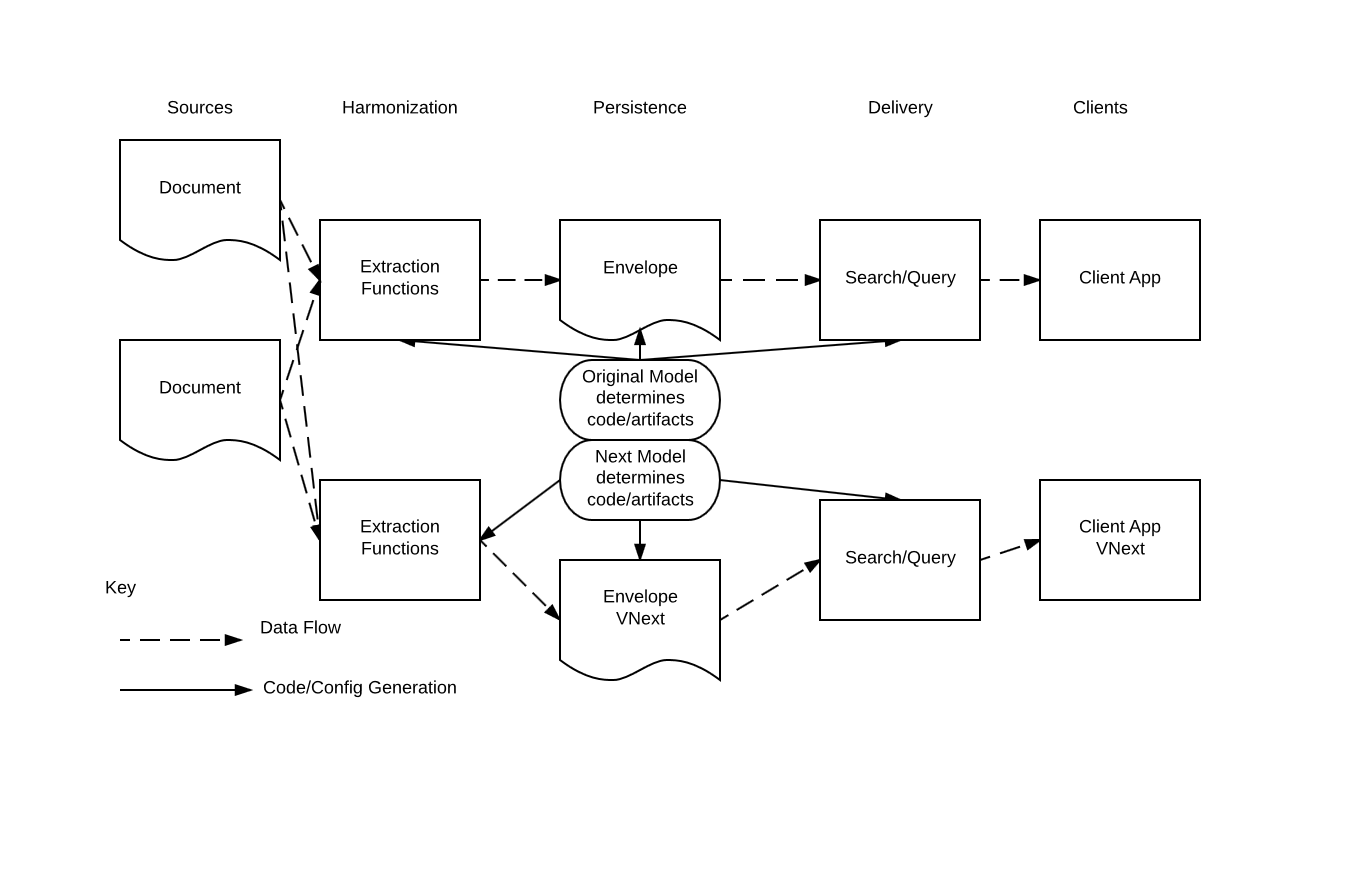 Sources
Harmonization
Persistence
Delivery
Clients
Document
Extraction
Functions
Envelope
Search/Query
Client App
Document
Original Model
determines
code/artifacts
Next Model
determines
code/artifacts
Extraction
Functions
Envelope
VNext
Search/Query
Client App
VNext
Key
Data Flow
Code/Config Generation